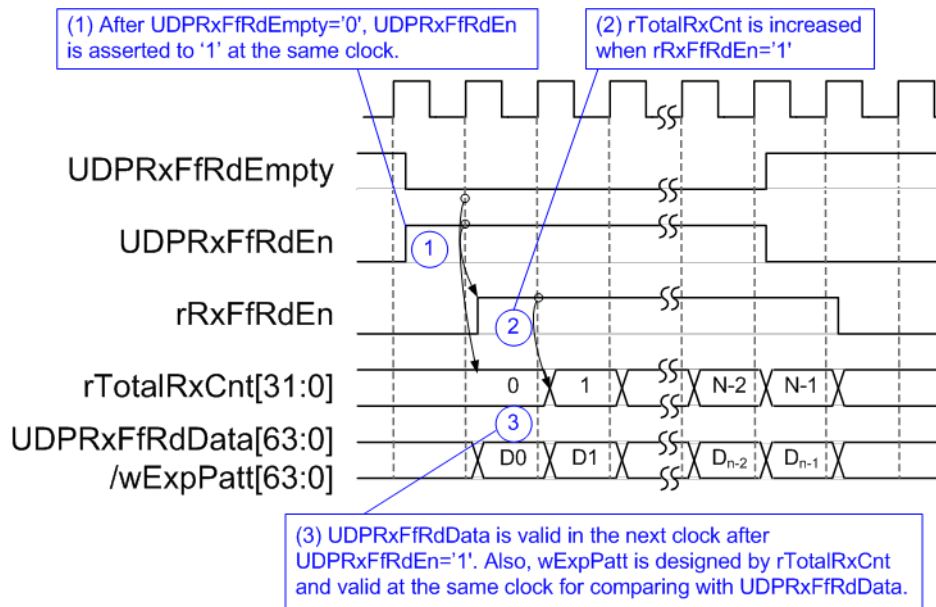 (1) After UDPRxFfRdEmpty='0', UDPRxFfRdEn
is asserted to ‘1’ at the same clock.
(2) rTotalRxCnt is increased
when rRxFfRdEn='1'
UDPRxFfRdEmpty
UDPRxFfRdEn
1
rRxFfRdEn
2
rTotalRxCnt[31:0]
0 1 N-2 N-1
3
UDPRxFfRdData[63:0]
/wExpPatt[63:0]
D0 D1 Dn-2 Dn-1
(3) UDPRxFfRdData is valid in the next clock after
UDPRxFfRdEn='1'. Also, wExpPatt is designed by rTotalRxCnt
and valid at the same clock for comparing with UDPRxFfRdData.